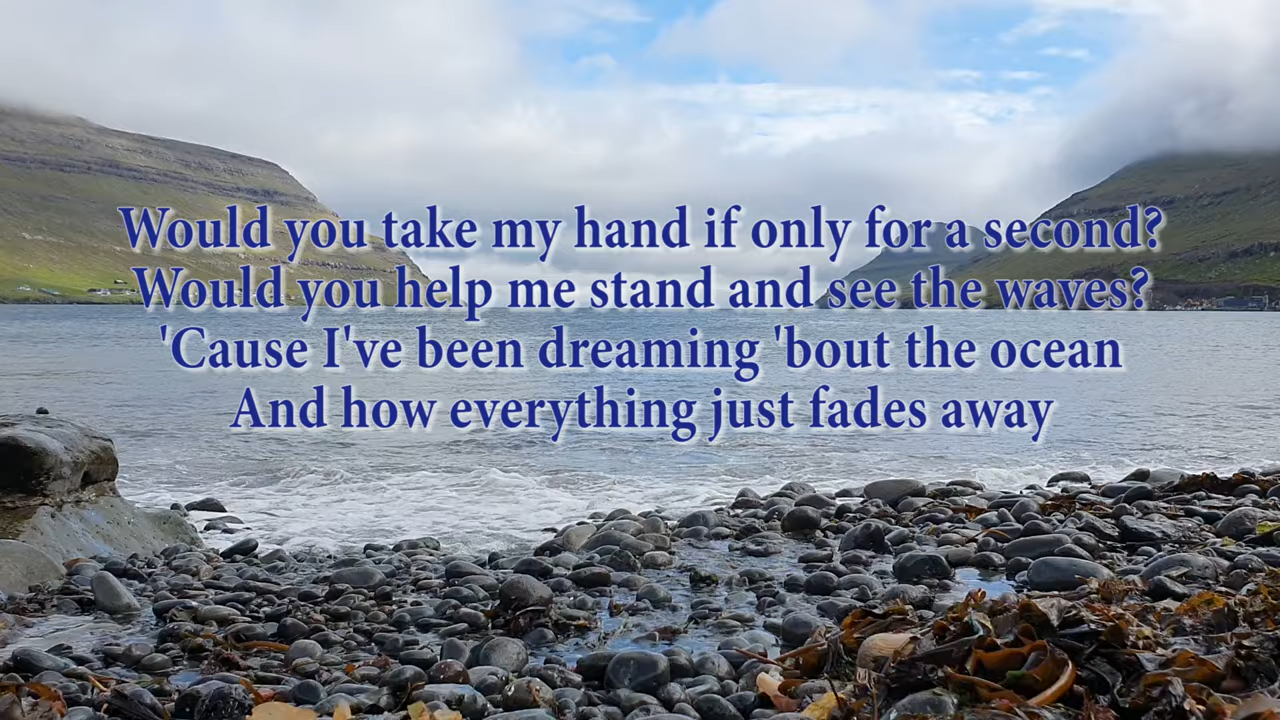 Would you take my hand if only for a second?
Would you help me stand and see the waves?
'Cause I've been dreaming 'bout the ocean
And how everything just fades away